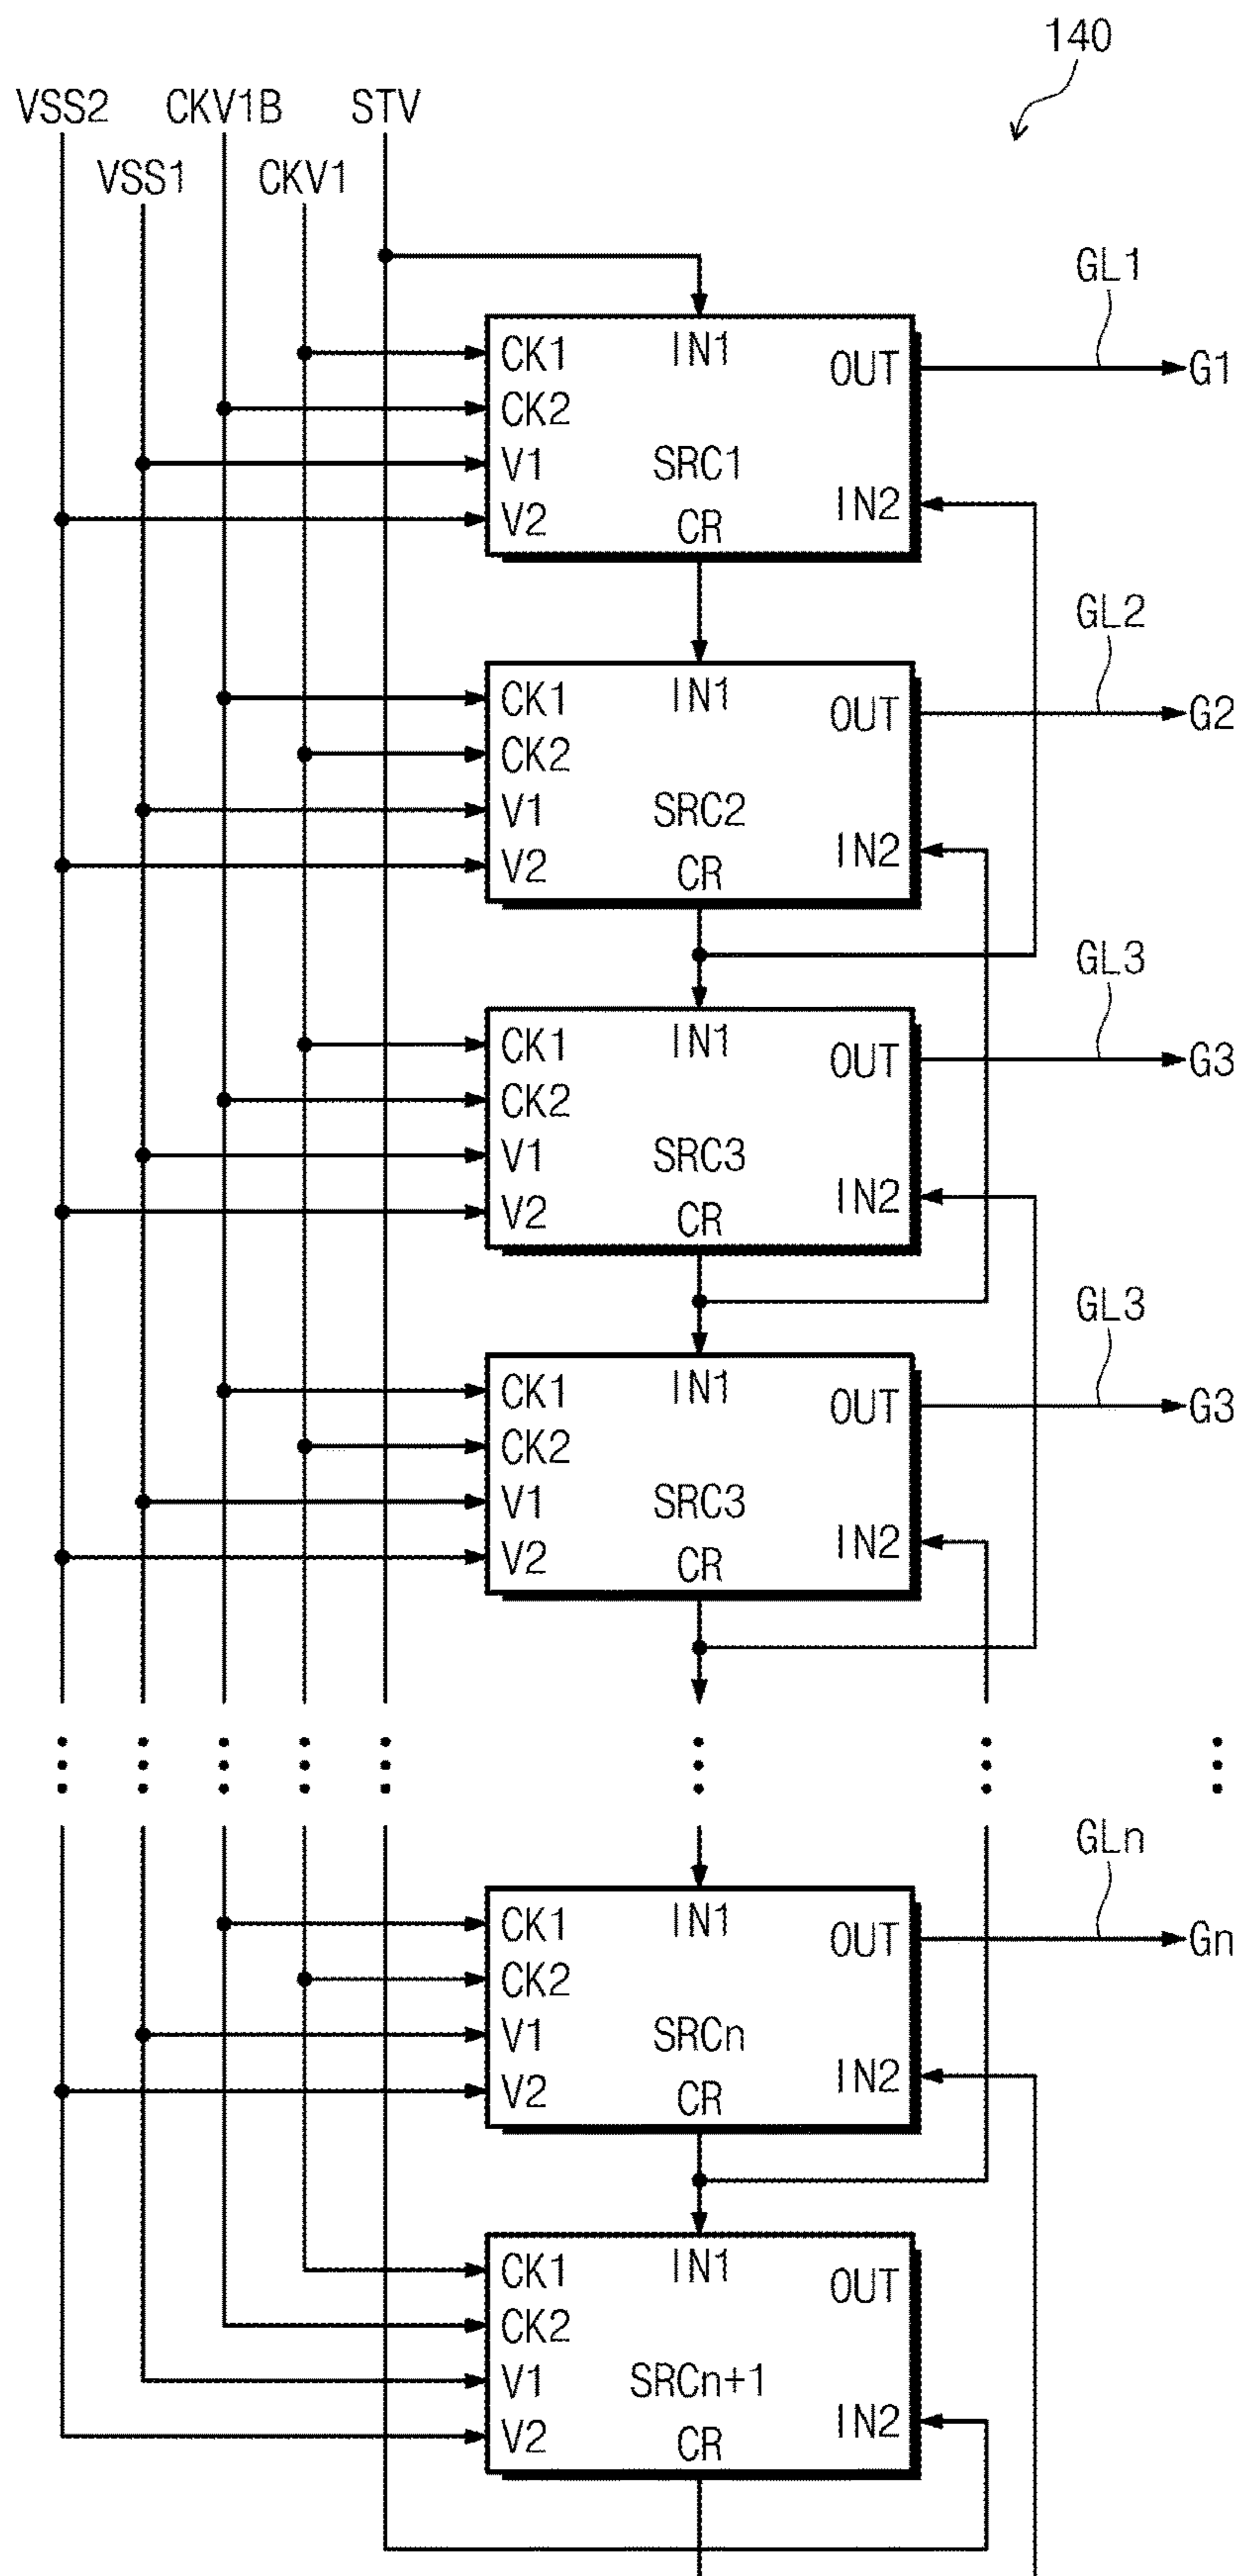 140
VSS2 CKV1B STV
VSS1 CKV1
GL1
CK1 IN1 OUT G1
CK2
V1 SRC1
V2 CR IN2
GL2
CK1 IN1 OUT G2
CK2
V1 SRC2
V2 CR IN2
GL3
CK1 IN1 OUT G3
CK2
V1 SRC3
V2 CR IN2
GL3
CK1 IN1 OUT G3
CK2
V1 SRC3
V2 CR IN2
GLn
CK1 IN1 OUT Gn
CK2
V1 SRCn
V2 CR IN2
CK1 IN1 OUT
CK2
V1 SRCn+1
V2 CR IN2